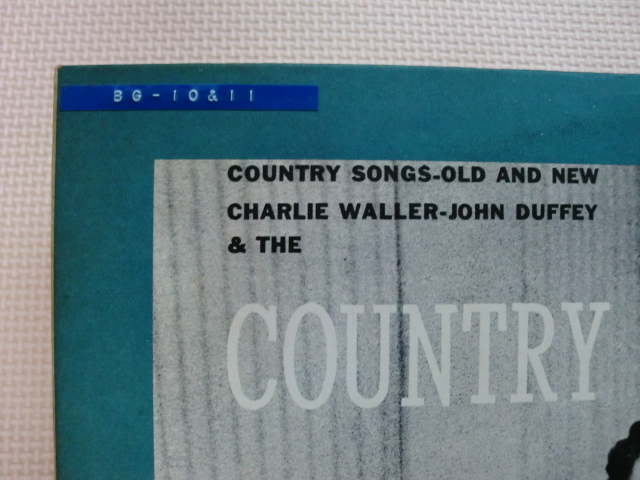 BG-10&11
COUNTRY SONGS-OLD AND NEW
CHARLIE WALLER-JOHN DUFFEY
& THE
COUNTRY